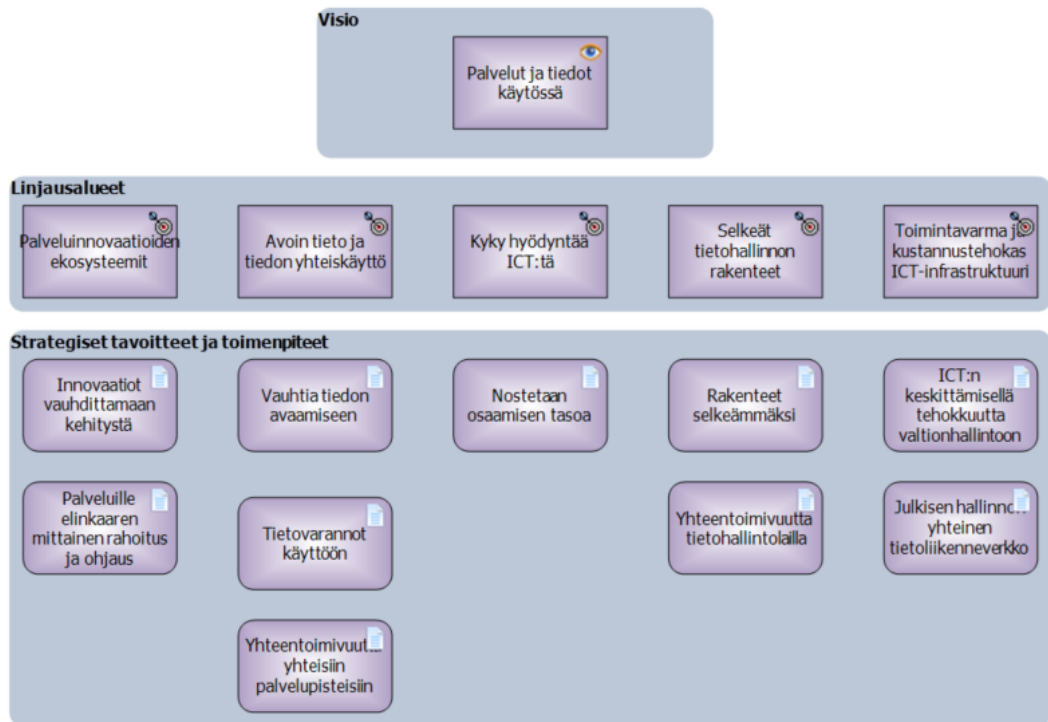 Visio
Palvelut ja tiedot
käytössä
Linjausalueet
Palveluinnovaatioiden
ekosysteemit
Avoin tieto ja
tiedon yhteiskäyttö
Kyky hyödyntää
ICT:tä
Selkeät
tietohallinnon
rakenteet
Toimintavarma ja
kustannustehokas
ICT-infrastruktuuri
Strategiset tavoitteet ja toimenpiteet
Innovaatiot
vauhdittamaan
kehitystä
Vauhtia tiedon
avaamiseen
Nostetaan
osaamisen tasoa
Rakenteet
selkeämmäksi
ICT:n
keskittämisellä
tehokkuutta
valtionhallintoon
Palveluille
elinkaaren
mittainen rahoitus
ja ohjaus
Tietovarannot
käyttöön
Yhteentoimivuutta
tietohallintolailla
Julkisen hallinnon
yhteinen
tietoliikenneverkko
Yhteentoimivuutta
yhteisiin
palvelupisteisiin